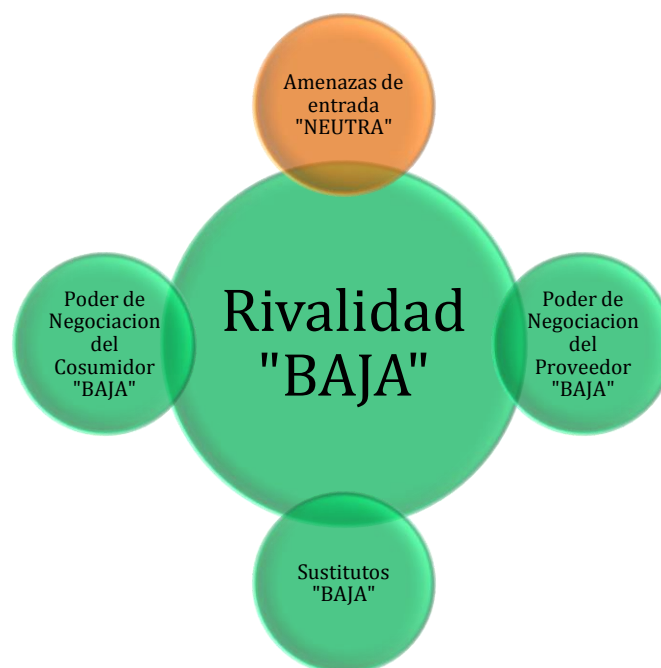 Amenazas de
entrada
"NEUTRA"
Poder de
Negociacion
del
Cosumidor
"BAJA"
Rivalidad
"BAJA"
Poder de
Negociacion
del
Proveedor
"BAJA"
Sustitutos
"BAJA"